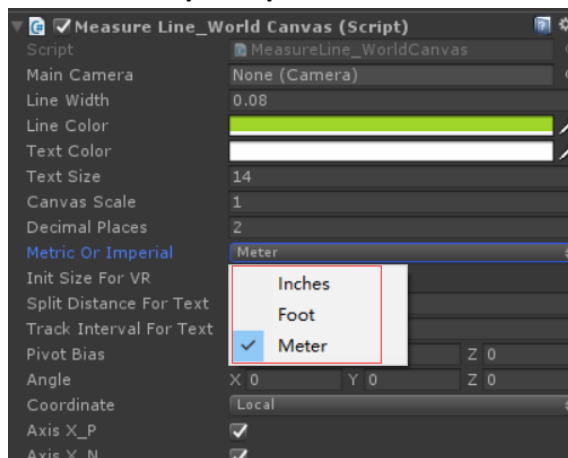 Measure Line_World Canvas (Script)
Script MeasureLine_WorldCanvas
Main Camera None (Camera)
Line Width 0.08
Line Color
Text Color
Text Size 14
Canvas Scale 1
Decimal Places 2
Metric Or Imperial Meter
Init Size For VR
Inches
Split Distance For Text
Foot
Track Interval For Text
Meter
Pivot Bias Z 0
Angle X 0 Y 0 Z 0
Coordinate Local
Axis X_P
Axis X_N